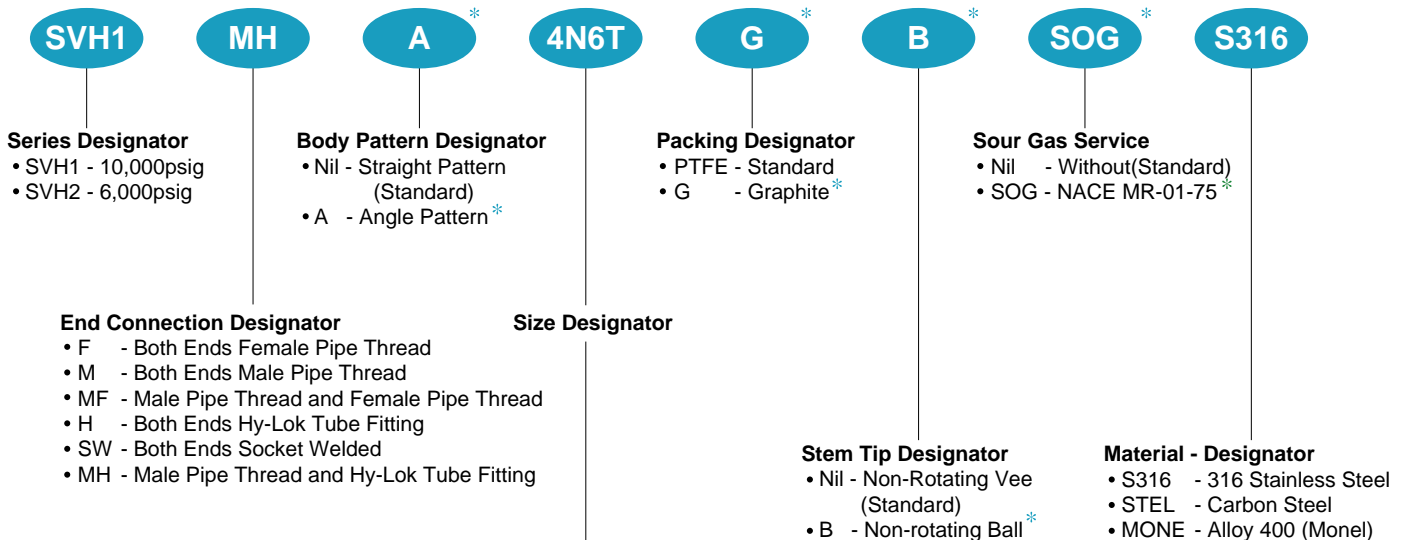 SVH1 MH A * 4N6T G * B * SOG * S316
Series Designator
• SVH1 - 10,000psig
• SVH2 - 6,000psig
Body Pattern Designator
• Nil - Straight Pattern
(Standard)
• A - Angle Pattern *
Packing Designator
• PTFE - Standard
• G - Graphite *
Sour Gas Service
• Nil - Without(Standard)
• SOG - NACE MR-01-75 *
End Connection Designator
• F - Both Ends Female Pipe Thread
• M - Both Ends Male Pipe Thread
• MF - Male Pipe Thread and Female Pipe Thread
• H - Both Ends Hy-Lok Tube Fitting
• SW - Both Ends Socket Welded
• MH - Male Pipe Thread and Hy-Lok Tube Fitting
Size Designator
Stem Tip Designator
• Nil - Non-Rotating Vee
(Standard)
• B - Non-rotating Ball *
Material - Designator
• S316 - 316 Stainless Steel
• STEL - Carbon Steel
• MONE - Alloy 400 (Monel)